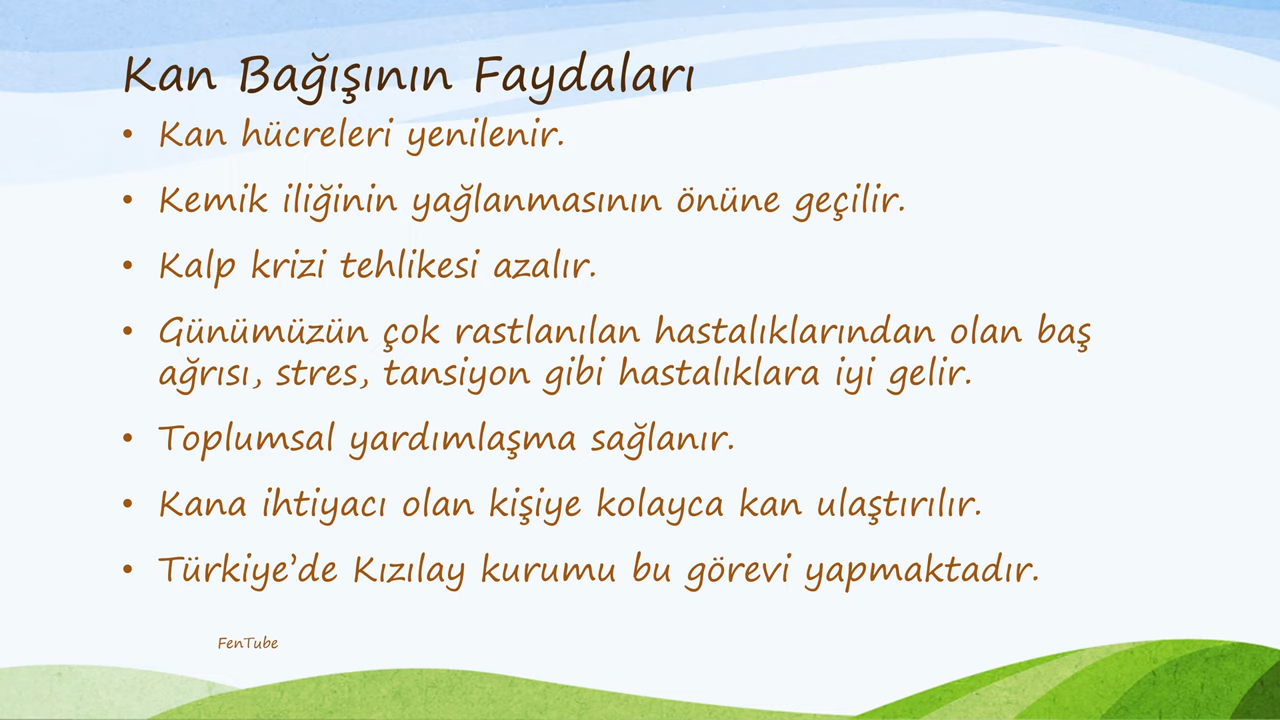 Kan Bağışının Faydaları
• Kan hücreleri yenilenir.
• Kemik iliğinin yağlanmasının önüne geçilir.
• Kalp krizi tehlikesi azalır.
• Günümüzün çok rastlanılan hastalıklarından olan baş
ağrısı, stres, tansiyon gibi hastalıklara iyi gelir.
• Toplumsal yardımlaşma sağlanır.
• Kana ihtiyacı olan kişiye kolayca kan ulaştırılır.
• Türkiye’de Kızılay kurumu bu görevi yapmaktadır.
FenTube